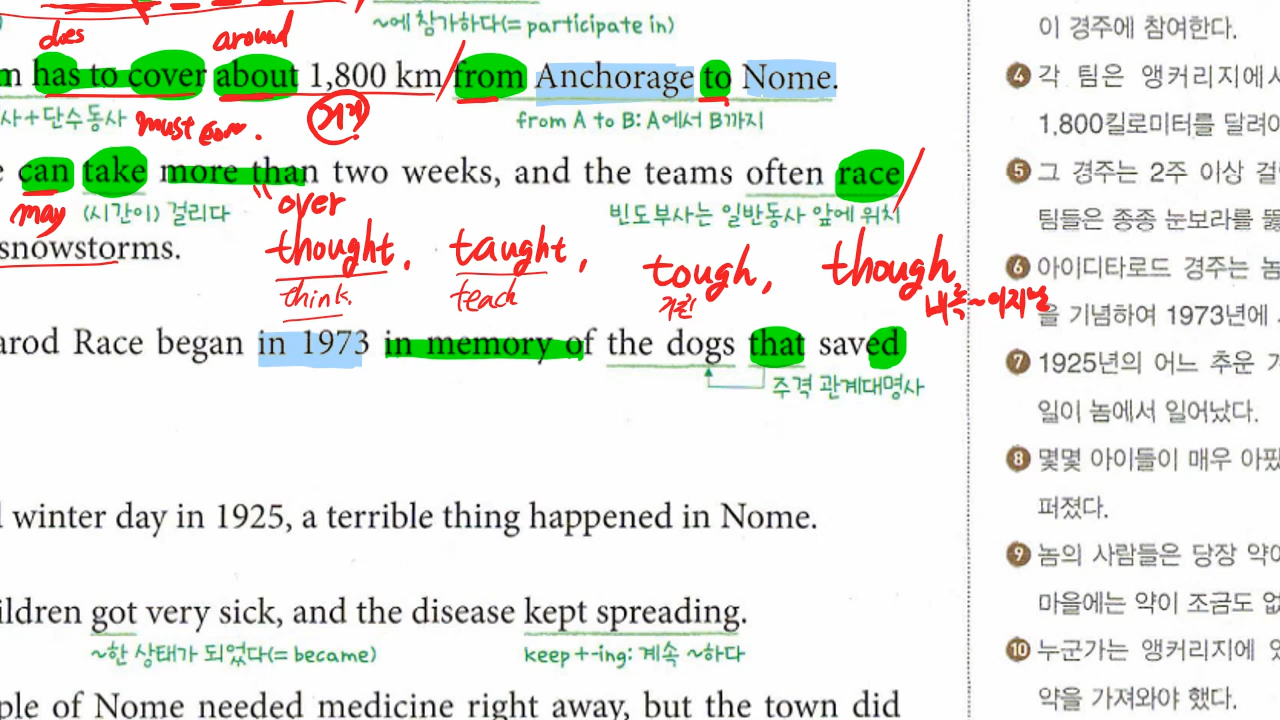 dies
around
~에 참가하다(= participate in)
has to cover about 1,800 km from Anchorage to Nome.
사+단수동사
must
거리
from A to B: A에서 B까지
can take more than two weeks, and the teams often race
may
(시간이) 걸리다
over
빈도부사는 일반동사 앞에 위치
snowstorms.
thought, taught, tough, though
think.
teach
거친
비록~이지만
arod Race began in 1973 in memory of the dogs that saved
주격 관계대명사
winter day in 1925, a terrible thing happened in Nome.
ildren got very sick, and the disease kept spreading.
~한 상태가 되었다(= became)
keep+-ing: 계속 ~하다
ple of Nome needed medicine right away, but the town did
이 경주에 참여한다.
4 각 팀은 앵커리지에서
1,800킬로미터를 달려야
5 그 경주는 2주 이상 걸
팀들은 종종 눈보라를 뚫
6 아이디타로드 경주는 놈
을 기념하여 1973년에
7 1925년의 어느 추운 겨
일이 놈에서 일어났다.
8 몇몇 아이들이 매우 아팠
퍼졌다.
9 놈의 사람들은 당장 약이
마을에는 약이 조금도 없
10 누군가는 앵커리지에 있
약을 가져와야 했다.